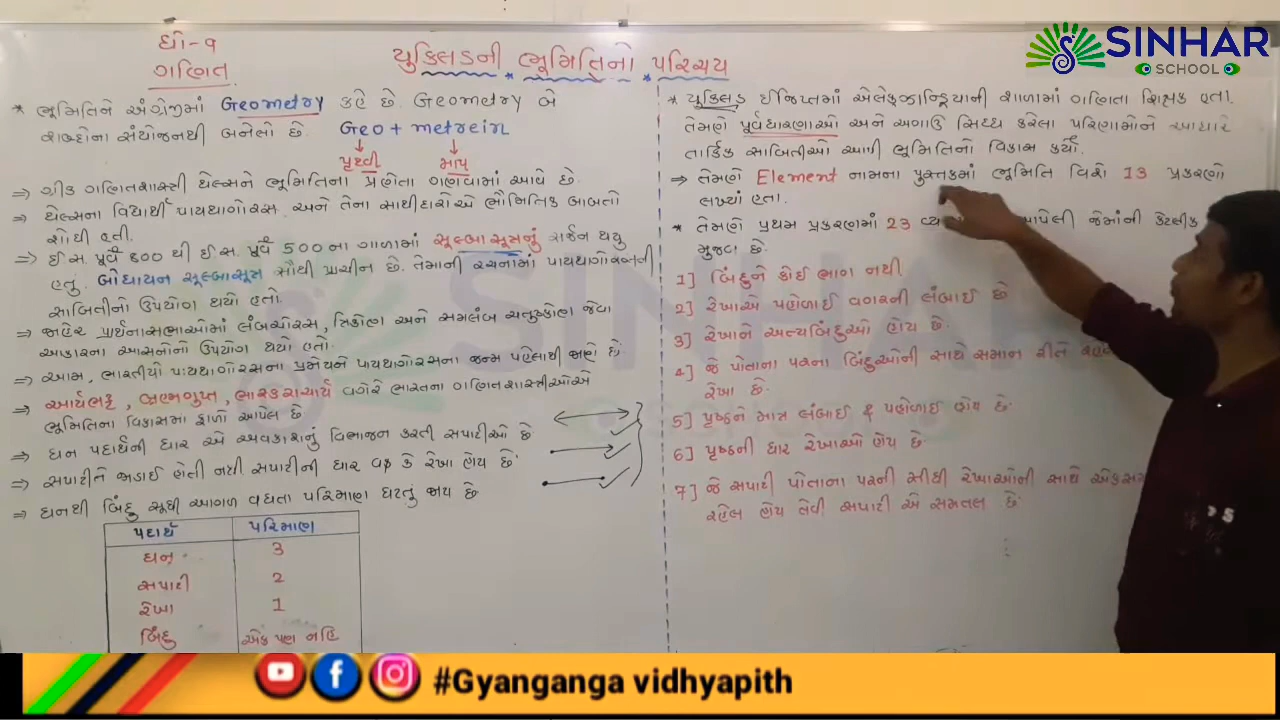 ધો-૧
ગણિત
યુક્લિડની ભૂમિતિનો પરિચય
SINHAR
SCHOOL
* ભૂમિતિને અંગ્રેજીમાં Geometry કહે છે. Geometry બે
શબ્દોના સંયોજનથી બનેલો છે. Geo + metrein
પૃથ્વી માપ
⇒ ગ્રીક ગણિતશાસ્ત્રી થેલ્સને ભૂમિતિના પ્રણેતા ગણવામાં આવે છે.
⇒ થેલ્સના વિદ્યાર્થી પાયથાગોરસ અને તેના સાથીદારોએ ભૌમિતિક બાબતો
શોધી હતી.
⇒ ઈ.સ. પૂર્વે 800 થી ઈ.સ. પૂર્વે 500 ના ગાળામાં સૂલ્બાસૂત્રનું સર્જન થયુ
હતુ. બોધાયન સૂલ્બાસૂત્ર સૌથી પ્રાચીન છે. તેમાની રચનામાં પાયથાગોરસની
સાબિતીનો ઉપયોગ થયો હતો.
⇒ જાહેર પ્રાર્થનાસભાઓમાં લંબચોરસ, ત્રિકોણ અને સમલંબ ચતુષ્કોણ જેવા
આકારના આસનોનો ઉપયોગ થયો હતો.
⇒ આમ, ભારતીયો પાયથાગોરસના પ્રમેયને પાયથાગોરસના જન્મ પહેલાથી જાણે છે.
⇒ આર્યભટ્ટ, બ્રહ્મગુપ્ત, ભાસ્કરાચાર્ય વગેરે ભારતના ગણિતશાસ્ત્રીઓએ
ભૂમિતિના વિકાસમાં ફાળો આપેલ છે
⇒ ઘન પદાર્થની ધાર એ અવકાશનું વિભાજન કરતી સપાટીઓ છે
⇒ સપાટીને જાડાઈ હોતી નથી સપાટીની ધાર વક્ર કે રેખા હોય છે
⇒ ઘનથી બિંદુ સુધી આગળ વધતા પરિમાણ ઘટતું જાય છે
પદાર્થ પરિમાણ
ઘન 3
સપાટી 2
રેખા 1
બિંદુ એક પણ નહિ
* યુક્લિડ ઈજિપ્તમાં એલેકઝાન્ડ્રિયાની શાળામાં ગણિતના શિક્ષક હતા.
તેમણે પૂર્વધારણાઓ અને અગાઉ સિધ્ધ કરેલા પરિણામોને આધારે
તાર્કિક સાબિતીઓ આપી ભૂમિતિનો વિકાસ કર્યો.
⇒ તેમણે Element નામના પુસ્તકમાં ભૂમિતિ વિશે 13 પ્રકરણો
લખ્યાં હતા.
* તેમણે પ્રથમ પ્રકરણમાં 23 આપેલી જેમાંની કેટલીક
મુજબ છે.
1] બિંદુને કોઈ ભાગ નથી
2] રેખાએ પહોળાઈ વગરની લંબાઈ છે
3] રેખાને અત્યબિંદુઓ હોય છે.
4] જે પોતાના પરના બિંદુઓની સાથે સમાન રીતે
રેખા છે.
5] પૃષ્ઠને માત્ર લંબાઈ & પહોળાઈ હોય છે
6] પૃષ્ઠની ધાર રેખાઓ હોય છે
7] જે સપાટી પોતાના પરની સીધી રેખાઓની સાથે
રહેલ હોય તેવી સપાટી એ સમતલ છે
#Gyanganga vidhyapith